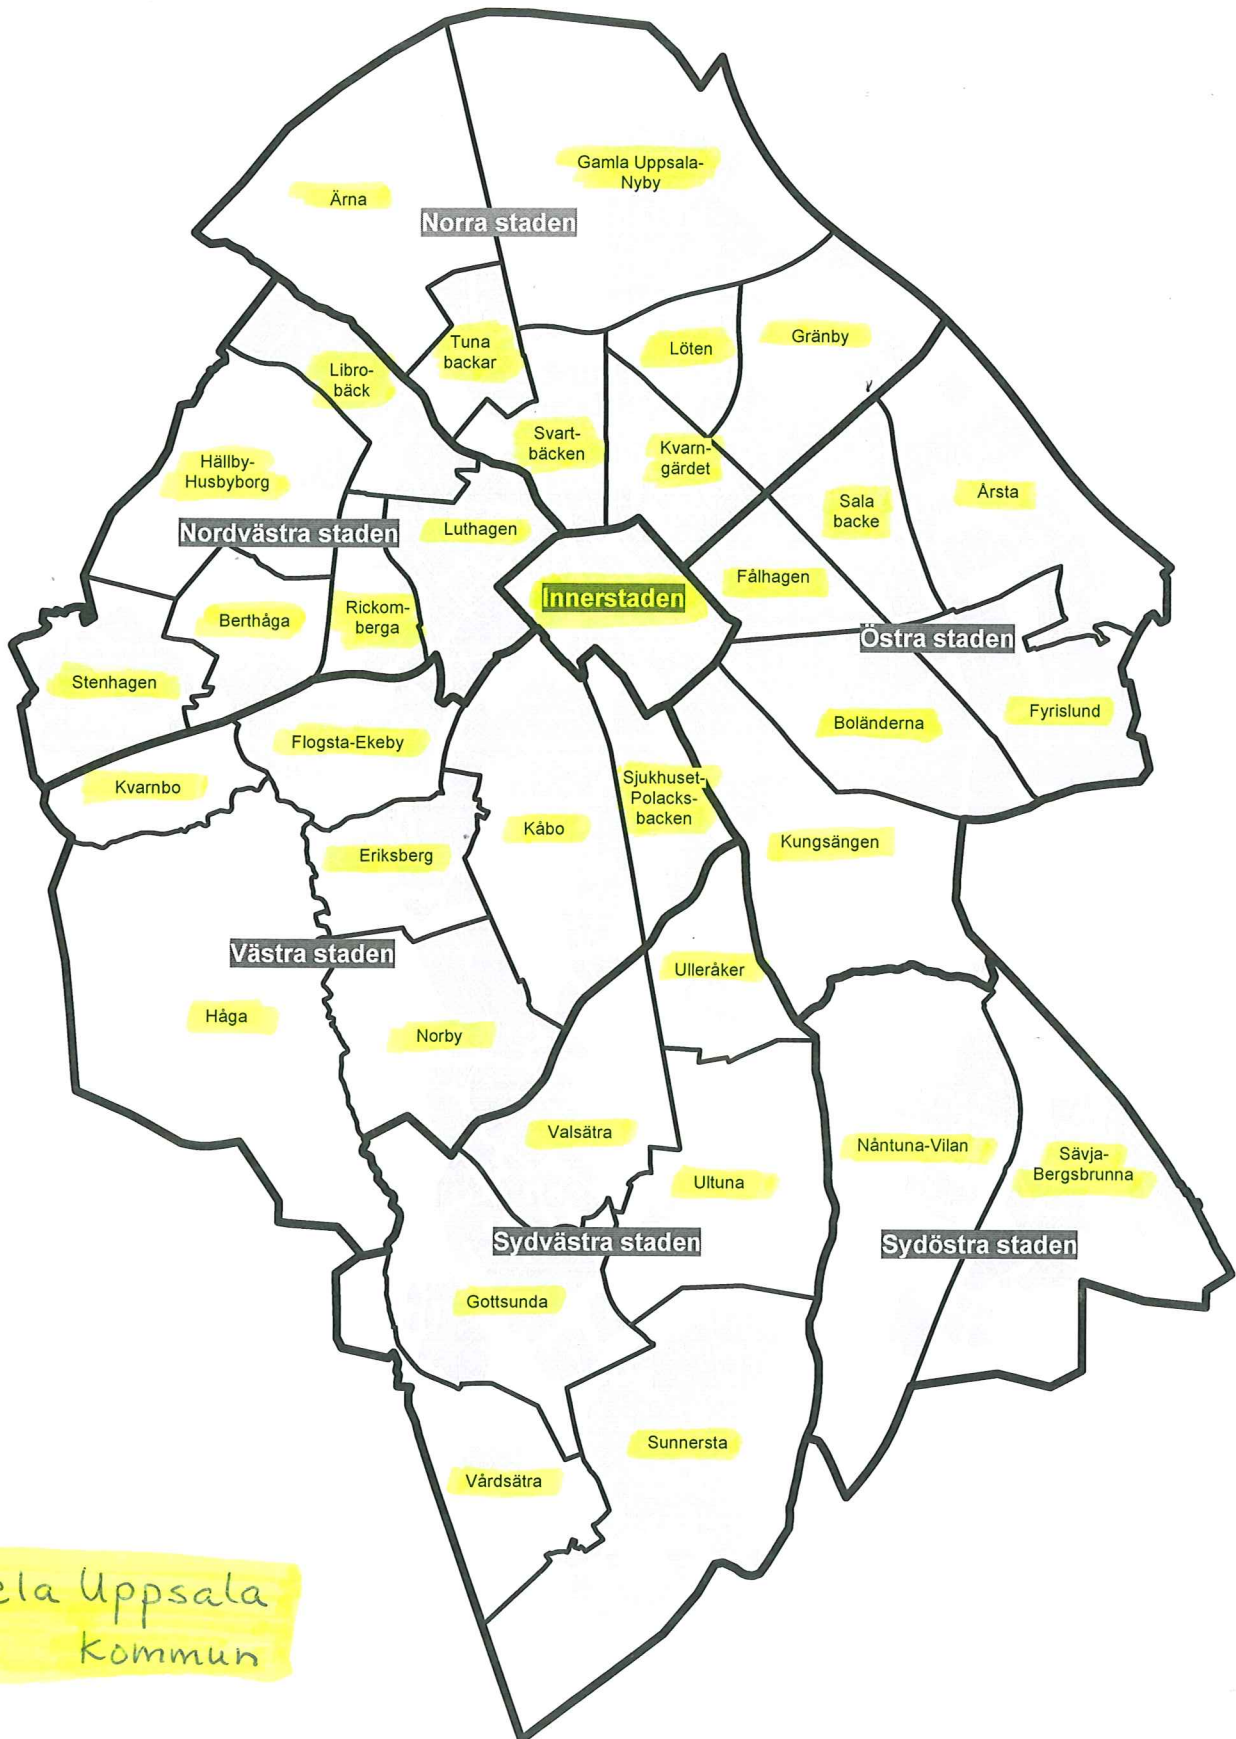 Gamla Uppsala-
Nyby
Ärna
Norra staden
Tuna
backar
Löten
Gränby
Libro-
bäck
Svart-
bäcken
Kvarn-
gärdet
Hällby-
Husbyborg
Sala
backe
Årsta
Nordvästra staden
Luthagen
Fålhagen
Innerstaden
Berthåga
Rickom-
berga
Östra staden
Stenhagen
Fyrislund
Boländerna
Flogsta-Ekeby
Kvarnbo
Sjukhuset-
Polacks-
backen
Kåbo
Kungsängen
Eriksberg
Västra staden
Ulleråker
Håga
Norby
Valsätra
Nåntuna-Vilan
Sävja-
Bergsbrunna
Ultuna
Sydvästra staden
Sydöstra staden
Gottsunda
Sunnersta
Vårdsätra
Uppsala
kommun